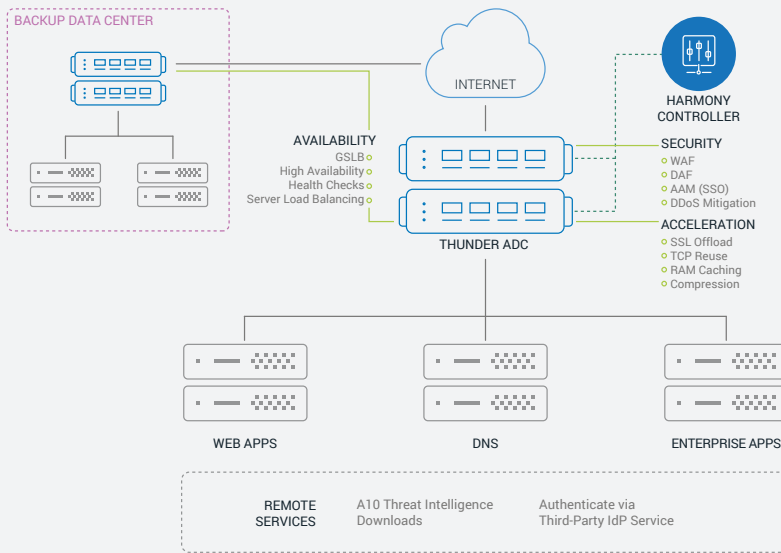 BACKUP DATA CENTER
INTERNET
HARMONY
CONTROLLER
AVAILABILITY
GSLB
High Availability
Health Checks
Server Load Balancing
SECURITY
WAF
DAF
AAM (SSO)
DDoS Mitigation
THUNDER ADC
ACCELERATION
SSL Offload
TCP Reuse
RAM Caching
Compression
WEB APPS
DNS
ENTERPRISE APPS
REMOTE
SERVICES
A10 Threat Intelligence
Downloads
Authenticate via
Third-Party IdP Service